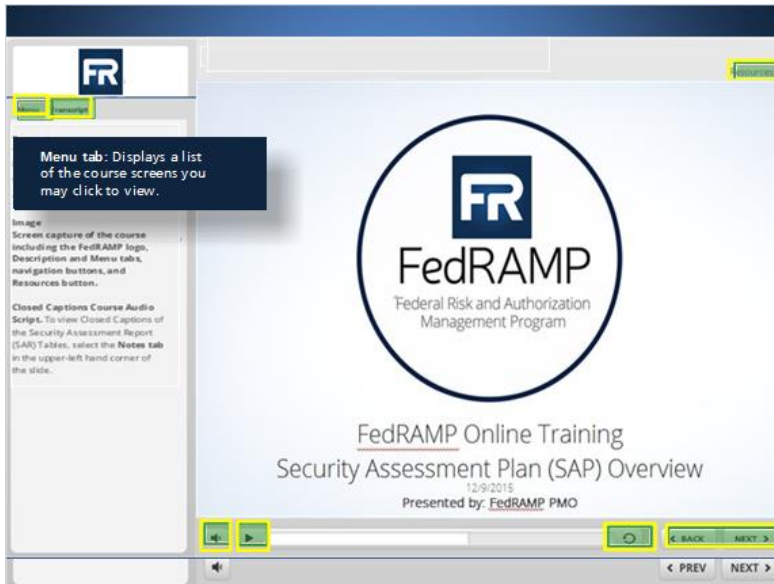 FR
Resources
Menu
Transcript
Menu tab: Displays a list
of the course screens you
may click to view.
Image
Screen capture of the course
including the FedRAMP logo,
Description and Menu tabs,
navigation buttons, and
Resources button.
Closed Captions Course Audio
Script. To view Closed Captions of
the Security Assessment Report
(SAR) Tables, select the Notes tab
in the upper-left hand corner of
the slide.
FR
FedRAMP
Federal Risk and Authorization
Management Program
FedRAMP Online Training
Security Assessment Plan (SAP) Overview
12/9/2015
Presented by: FedRAMP PMO
< BACK NEXT >
< PREV NEXT >